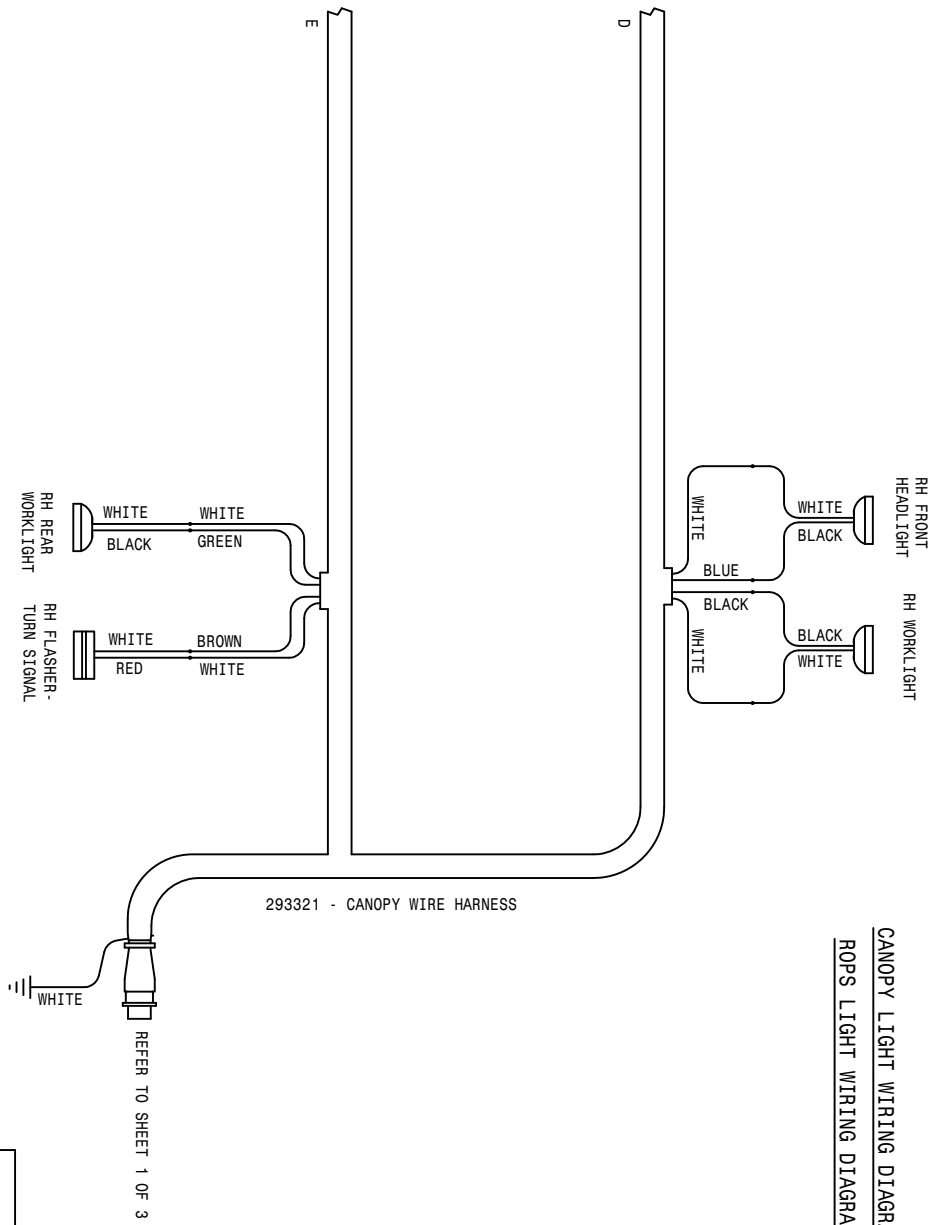 CANOPY LIGHT WIRING DIAGR
ROPS LIGHT WIRING DIAGRA
RH FRONT
HEADLIGHT
RH WORKLIGHT
WHITE
BLACK
BLACK
WHITE
WHITE
BLUE
BLACK
WHITE
D
E
WHITE
WHITE
BLACK
GREEN
WHITE
BROWN
RED
WHITE
RH REAR
WORKLIGHT
RH FLASHER-
TURN SIGNAL
293321 - CANOPY WIRE HARNESS
WHITE
REFER TO SHEET 1 OF 3